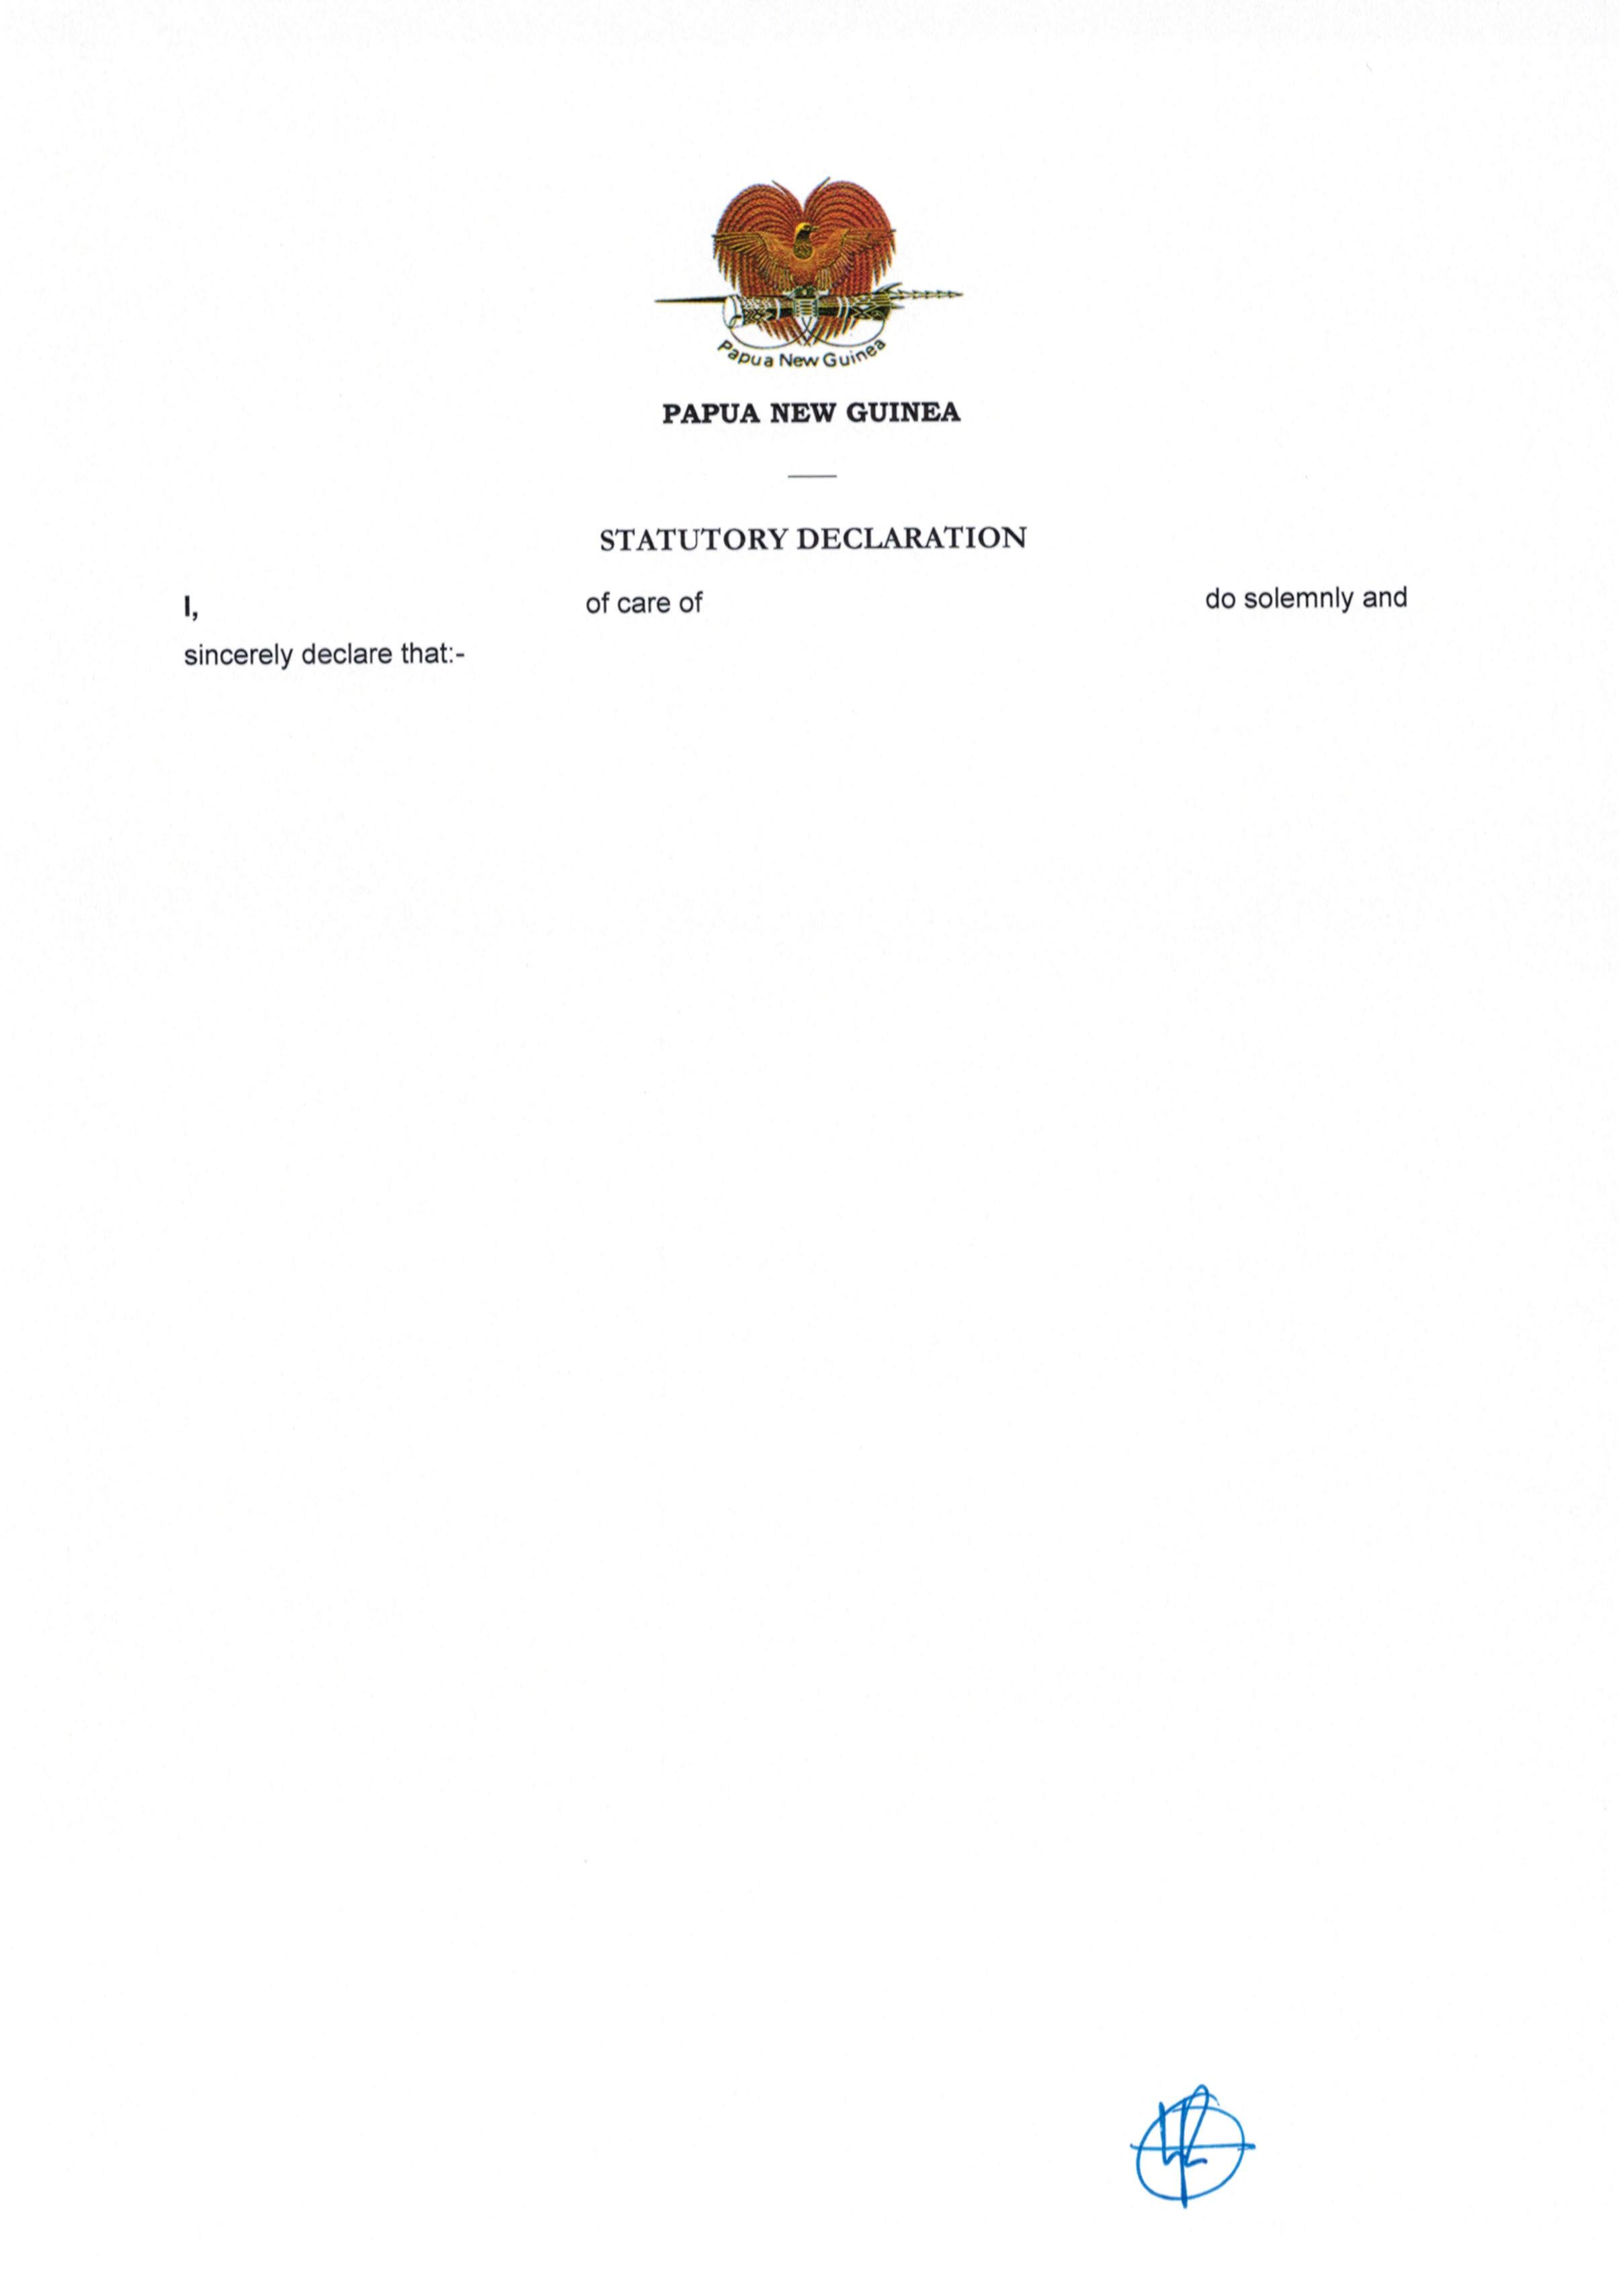 Papua New Guinea
PAPUA NEW GUINEA
STATUTORY DECLARATION
I, of care of do solemnly and
sincerely declare that:-